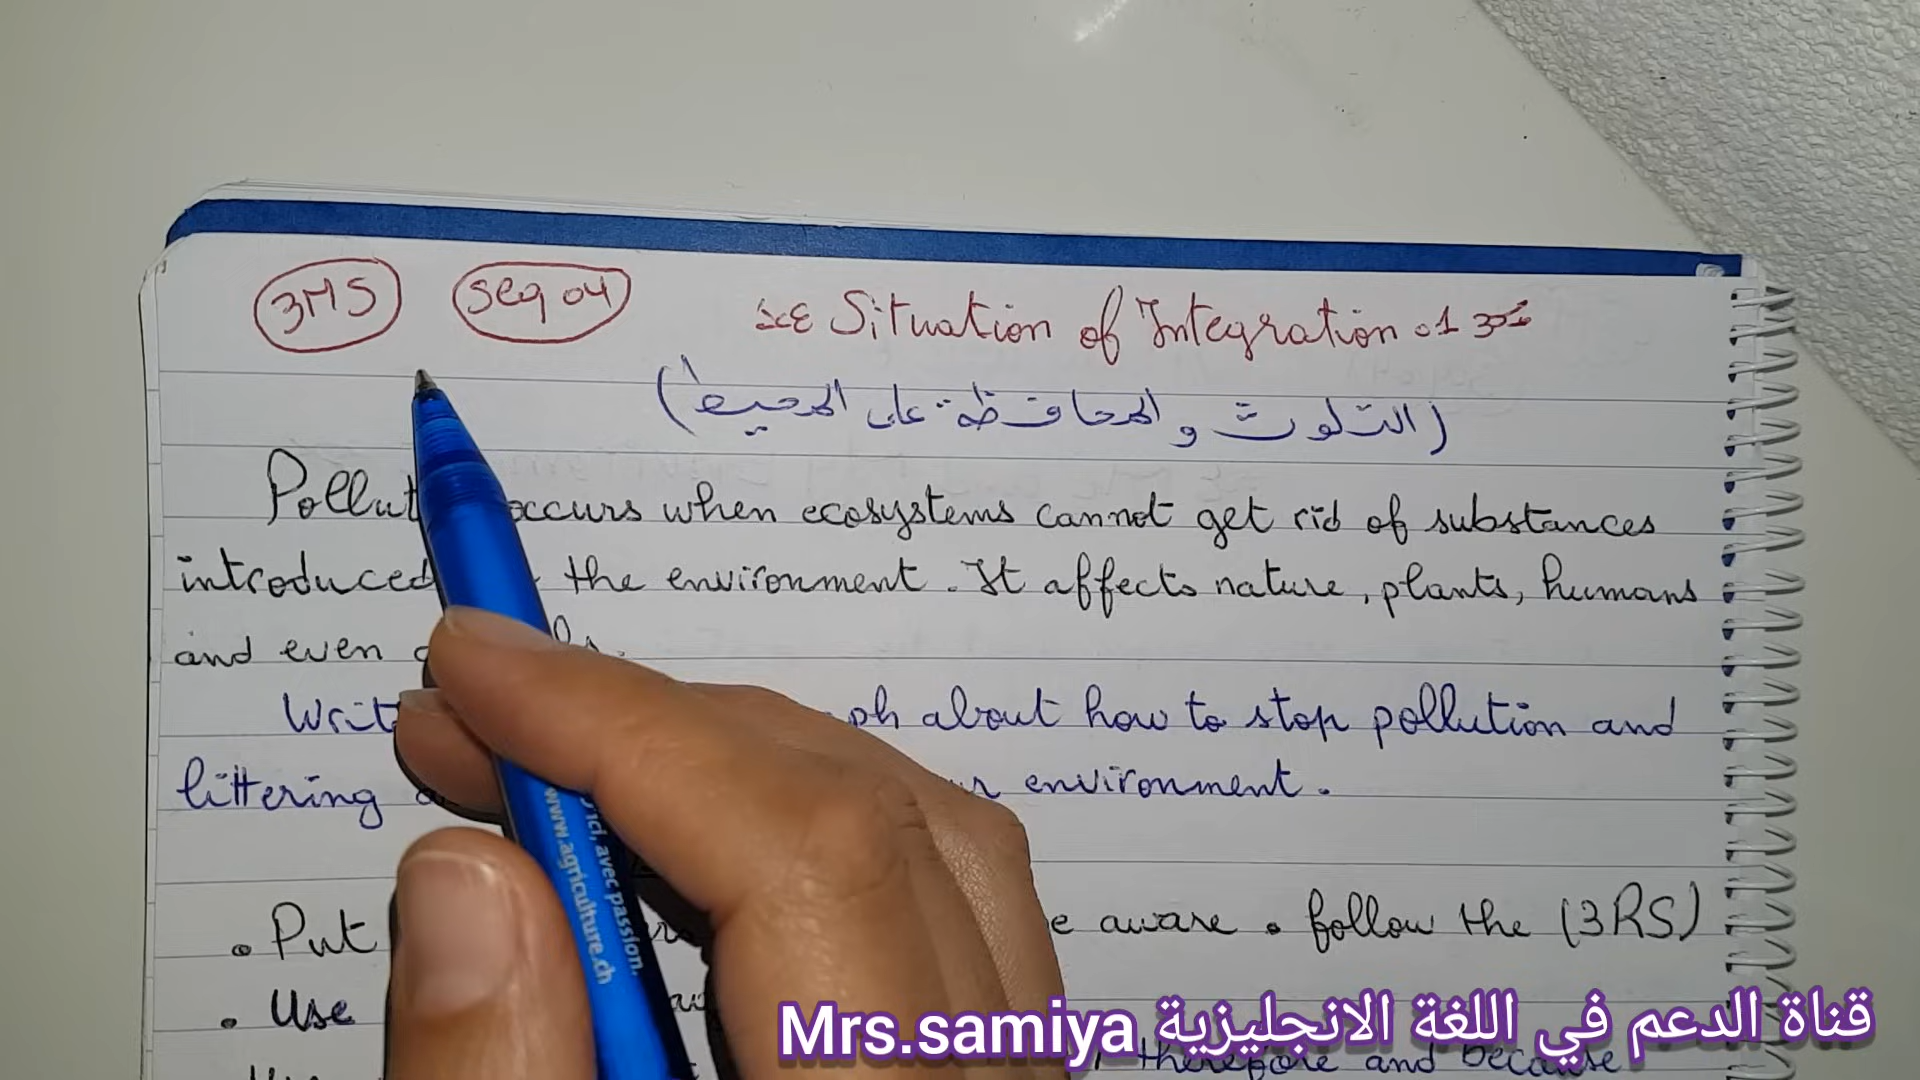 3MS Seq 04 Situation of Integration 01
(التلوث والمحافظة على المحيط)
occurs when ecosystems cannot get rid of substances
introduced the environment. It affects nature, plants, humans
and even
about how to stop pollution and
littering environment.
• Put aware • follow the (3RS)
• Use
therefore and because
d'ici, avec passion.
www.agriculture.ch
Mrs.samiya قناة الدعم في اللغة الانجليزية